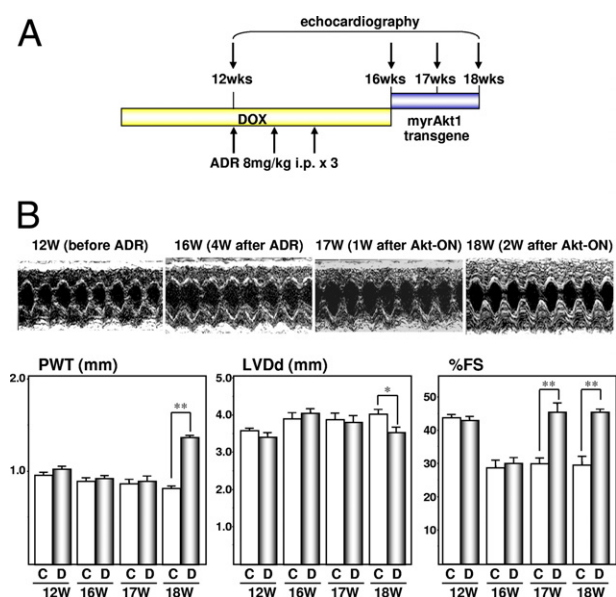 A
echocardiography
12wks 16wks 17wks 18wks
DOX
myrAkt1
transgene
ADR 8mg/kg i.p. x 3
B
12W (before ADR) 16W (4W after ADR) 17W (1W after Akt-ON) 18W (2W after Akt-ON)
PWT (mm) LVDd (mm) %FS
2.0
1.0
**
C D C D C D C D
12W 16W 17W 18W
5.0
4.0
3.0
2.0
1.0
*
C D C D C D C D
12W 16W 17W 18W
50
40
30
20
10
** **
C D C D C D C D
12W 16W 17W 18W